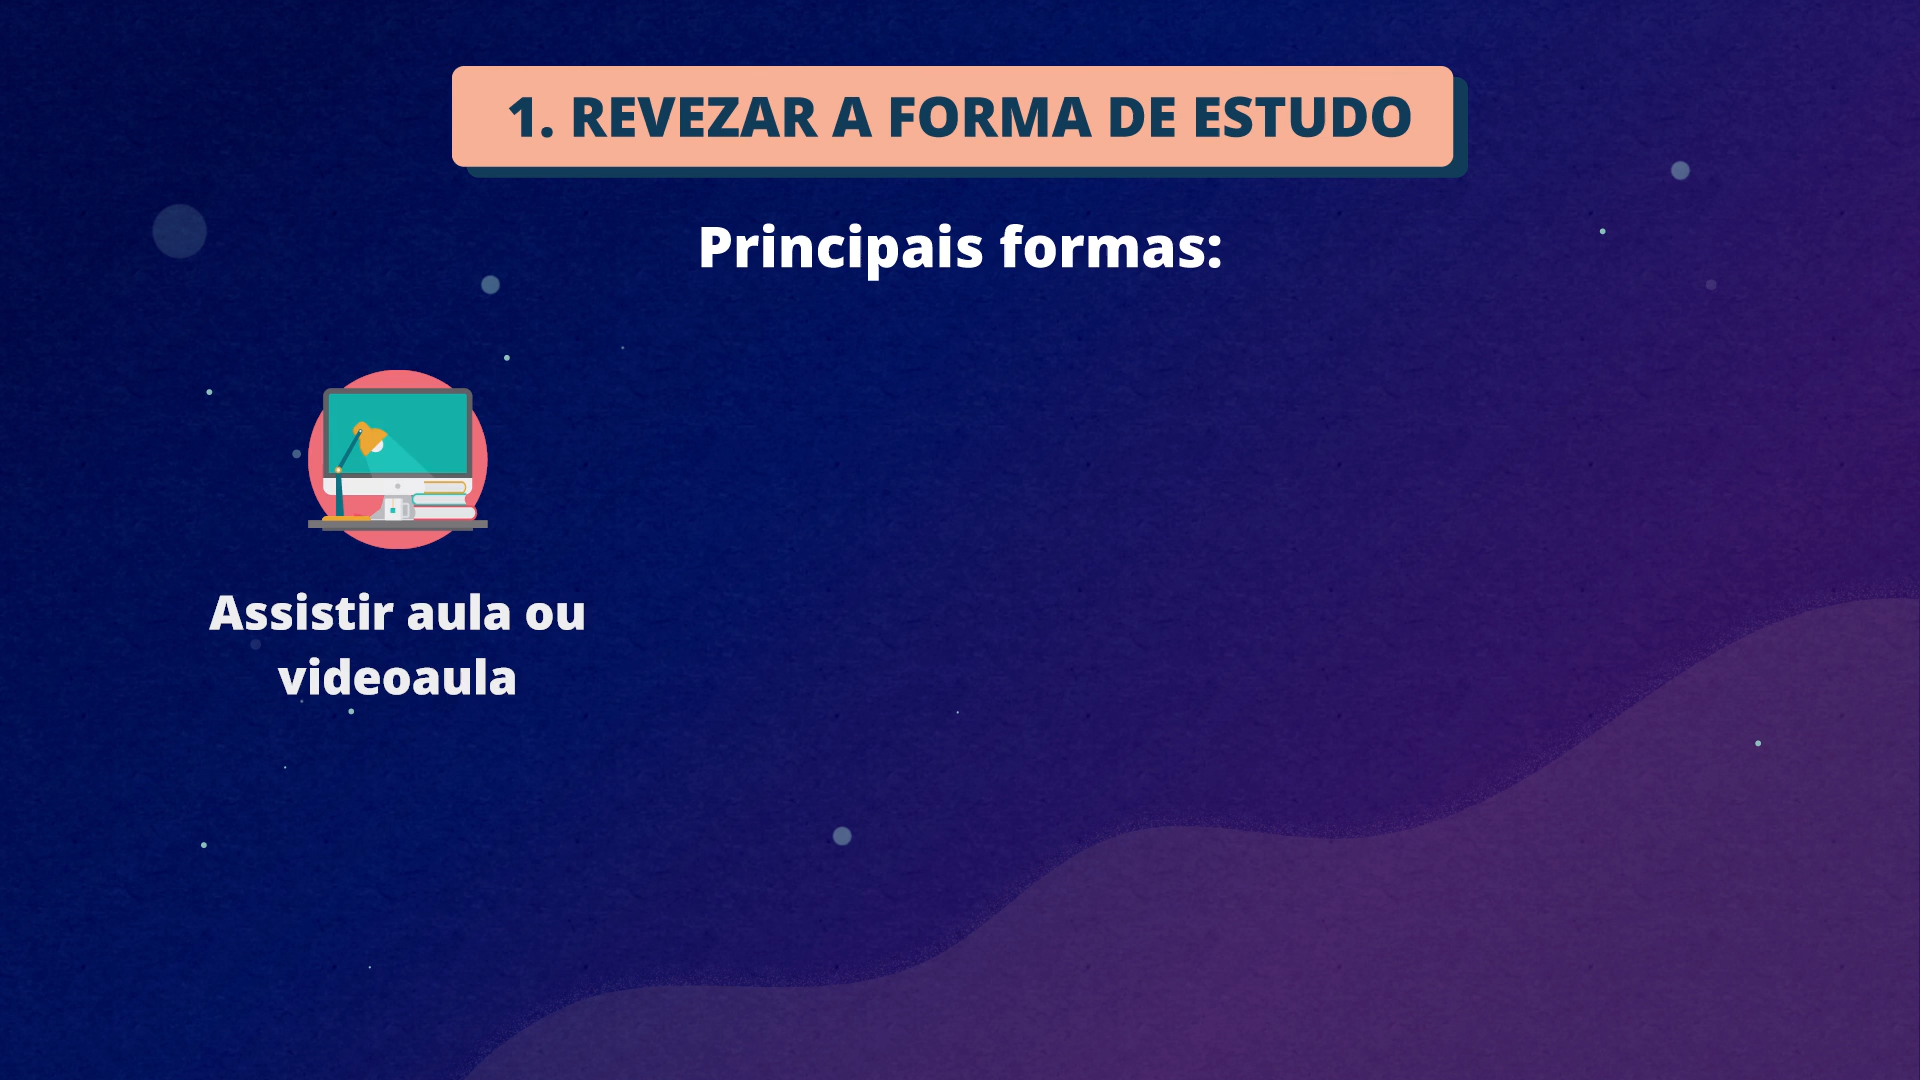 1. REVEZAR A FORMA DE ESTUDO
Principais formas:
Assistir aula ou
videoaula